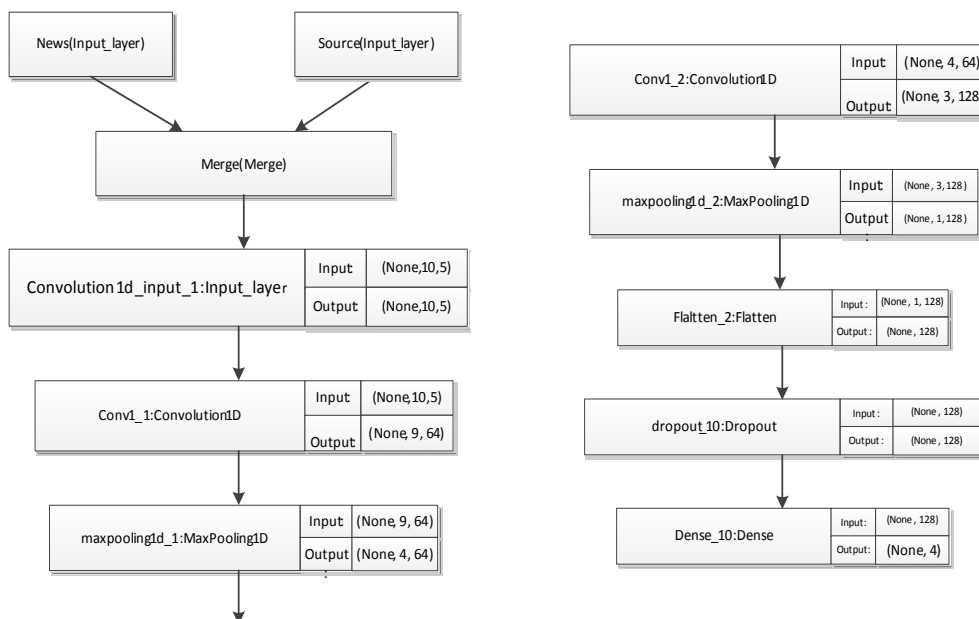 News(Input_layer)
Source(Input_layer)
Merge(Merge)
Convolution1d_input_1:Input_layer
Input (None,10,5)
Output (None,10,5)
Conv1_1:Convolution1D
Input (None,10,5)
Output (None, 9, 64)
maxpooling1d_1:MaxPooling1D
Input (None, 9, 64)
Output (None, 4, 64)
:
Conv1_2:Convolution1D
Input (None, 4, 64)
Output (None, 3, 128
maxpooling1d_2:MaxPooling1D
Input (None, 3,128)
Output (None, 1,128)
:
Flaltten_2:Flatten
Input: (None, 1, 128)
Output: (None, 128)
dropout_10:Dropout
Input: (None, 128)
Output: (None, 128)
Dense_10:Dense
Input: (None, 128)
Output: (None, 4)